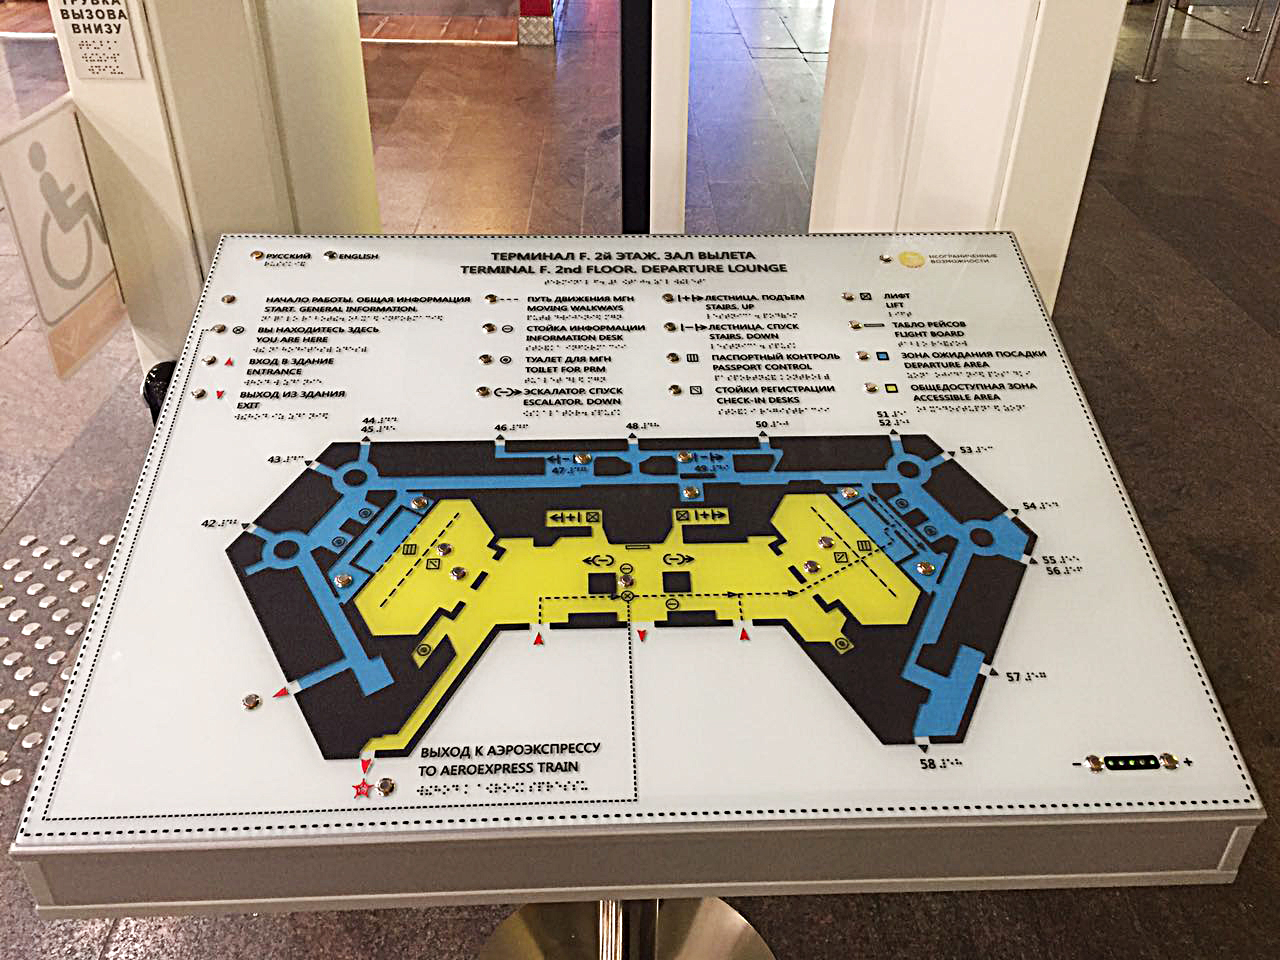 ТРУБКА
ВЫЗОВА
ВНИЗУ
РУССКИЙ
ENGLISH
ТЕРМИНАЛ F. 2й ЭТАЖ. ЗАЛ ВЫЛЕТА
TERMINAL F. 2nd FLOOR. DEPARTURE LOUNGE
НЕОГРАНИЧЕННЫЕ
ВОЗМОЖНОСТИ
НАЧАЛО РАБОТЫ. ОБЩАЯ ИНФОРМАЦИЯ
START. GENERAL INFORMATION.
ВЫ НАХОДИТЕСЬ ЗДЕСЬ
YOU ARE HERE
ВХОД В ЗДАНИЕ
ENTRANCE
ВЫХОД ИЗ ЗДАНИЯ
EXIT
ПУТЬ ДВИЖЕНИЯ МГН
MOVING WALKWAYS
СТОЙКА ИНФОРМАЦИИ
INFORMATION DESK
ТУАЛЕТ ДЛЯ МГН
TOILET FOR PRM
ЭСКАЛАТОР. СПУСК
ESCALATOR. DOWN
ЛЕСТНИЦА. ПОДЪЕМ
STAIRS. UP
ЛЕСТНИЦА. СПУСК
STAIRS. DOWN
ПАСПОРТНЫЙ КОНТРОЛЬ
PASSPORT CONTROL
СТОЙКИ РЕГИСТРАЦИИ
CHECK-IN DESKS
ЛИФТ
LIFT
ТАБЛО РЕЙСОВ
FLIGHT BOARD
ЗОНА ОЖИДАНИЯ ПОСАДКИ
DEPARTURE AREA
ОБЩЕДОСТУПНАЯ ЗОНА
ACCESSIBLE AREA
44
45
46
48
50
51
52
43
47
49
53
42
54
55
56
57
58
ВЫХОД К АЭРОЭКСПРЕССУ
TO AEROEXPRESS TRAIN
- +